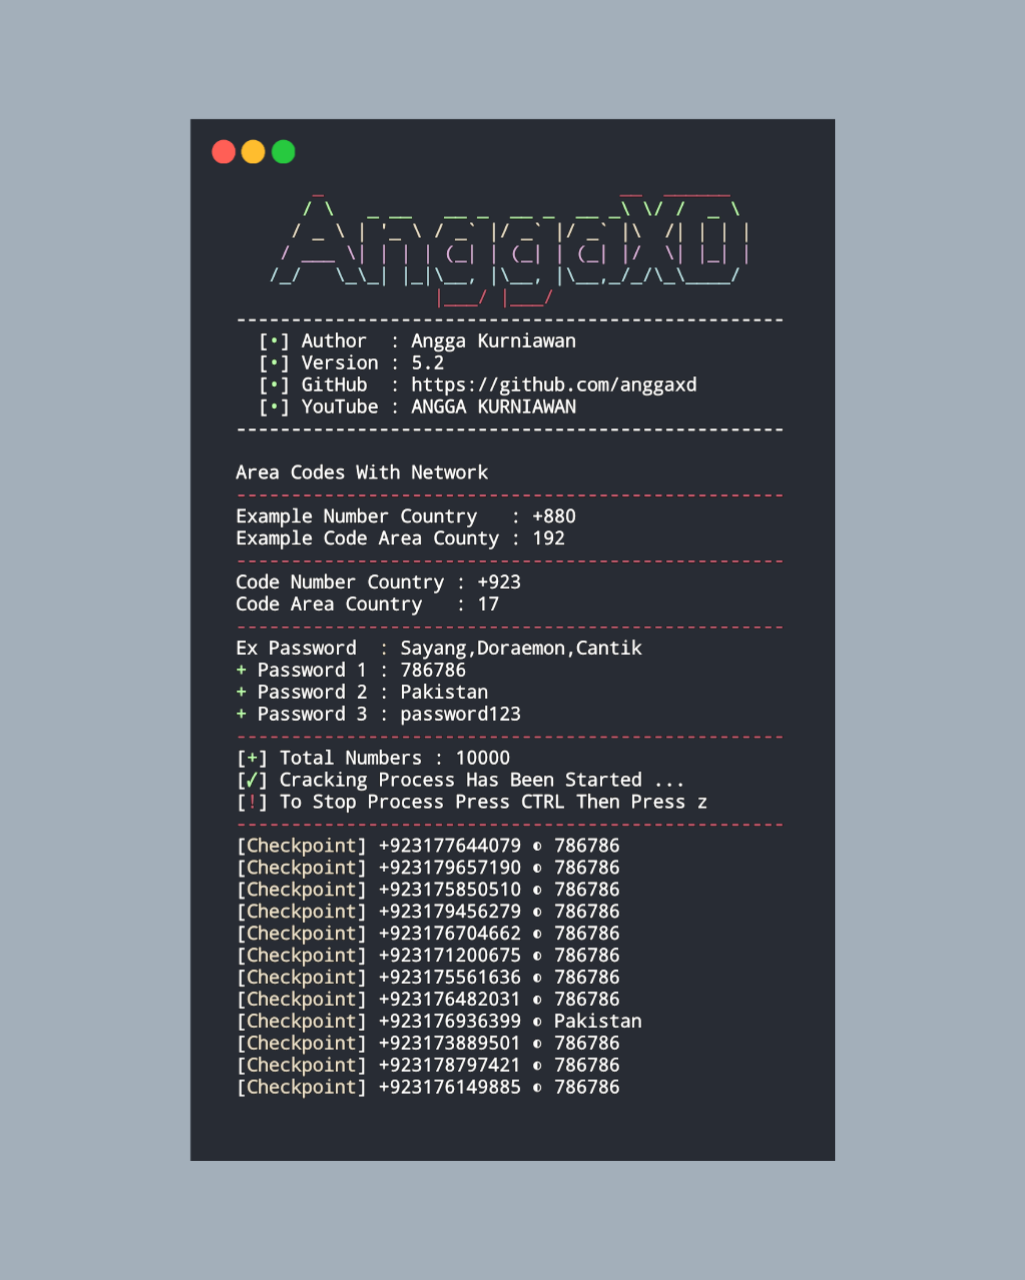 AnggaXD
-------------------------------------------------
[•] Author : Angga Kurniawan
[•] Version : 5.2
[•] GitHub : https://github.com/anggaxd
[•] YouTube : ANGGA KURNIAWAN
-------------------------------------------------
Area Codes With Network
-------------------------------------------------
Example Number Country : +880
Example Code Area County : 192
-------------------------------------------------
Code Number Country : +923
Code Area Country : 17
-------------------------------------------------
Ex Password : Sayang,Doraemon,Cantik
+ Password 1 : 786786
+ Password 2 : Pakistan
+ Password 3 : password123
-------------------------------------------------
[+] Total Numbers : 10000
[✓] Cracking Process Has Been Started ...
[!] To Stop Process Press CTRL Then Press z
-------------------------------------------------
[Checkpoint] +923177644079 ◐ 786786
[Checkpoint] +923179657190 ◐ 786786
[Checkpoint] +923175850510 ◐ 786786
[Checkpoint] +923179456279 ◐ 786786
[Checkpoint] +923176704662 ◐ 786786
[Checkpoint] +923171200675 ◐ 786786
[Checkpoint] +923175561636 ◐ 786786
[Checkpoint] +923176482031 ◐ 786786
[Checkpoint] +923176936399 ◐ Pakistan
[Checkpoint] +923173889501 ◐ 786786
[Checkpoint] +923178797421 ◐ 786786
[Checkpoint] +923176149885 ◐ 786786